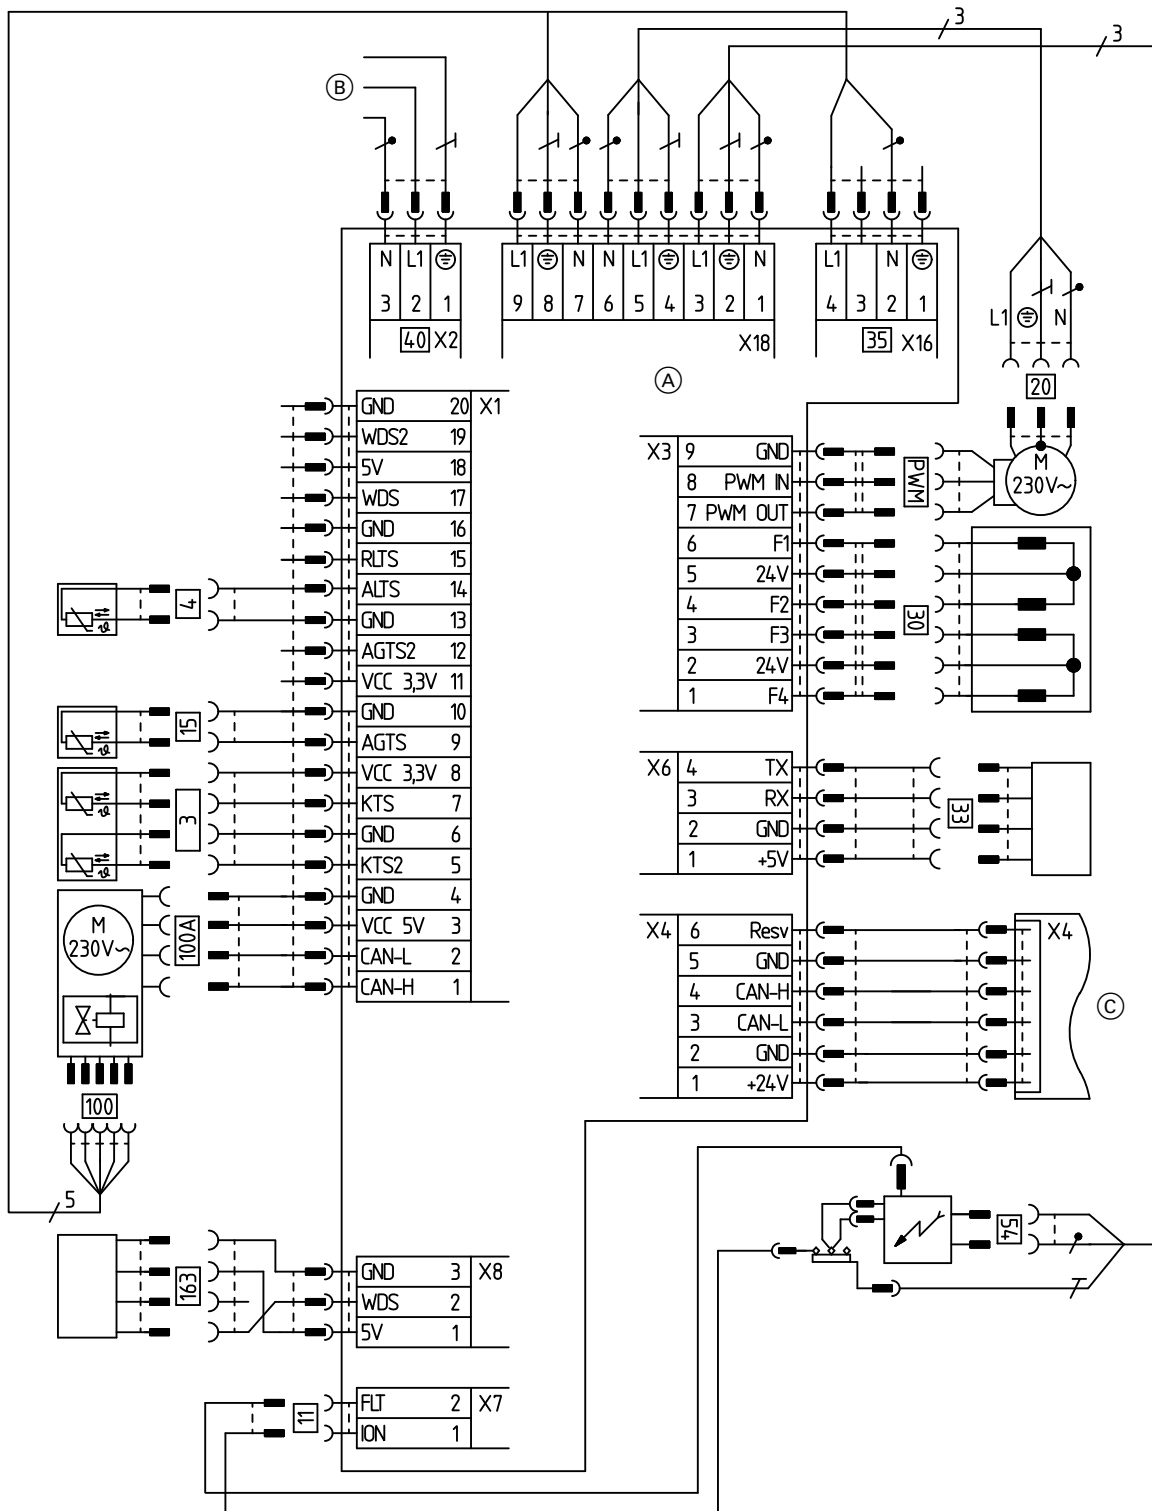 3
3
B
N L1
3 2 1
40 X2
L1 N N L1 L1 N
9 8 7 6 5 4 3 2 1
X18
L1 N
4 3 2 1
35 X16
L1 N
20
M
230V~
A
GND 20 X1
WDS2 19
5V 18
WDS 17
GND 16
RLTS 15
ALTS 14
GND 13
AGTS2 12
VCC 3,3V 11
GND 10
AGTS 9
VCC 3,3V 8
KTS 7
GND 6
KTS2 5
GND 4
VCC 5V 3
CAN-L 2
CAN-H 1
4
ϑ
15
ϑ
3
ϑ
ϑ
100A
M
230V~
100
5
X3 9 GND
8 PWM IN
7 PWM OUT
6 F1
5 24V
4 F2
3 F3
2 24V
1 F4
PWM
30
X6 4 TX
3 RX
2 GND
1 +5V
33
X4 6 Resv
5 GND
4 CAN-H
3 CAN-L
2 GND
1 +24V
X4
C
54
163
GND 3 X8
WDS 2
5V 1
11
FLT 2 X7
ION 1